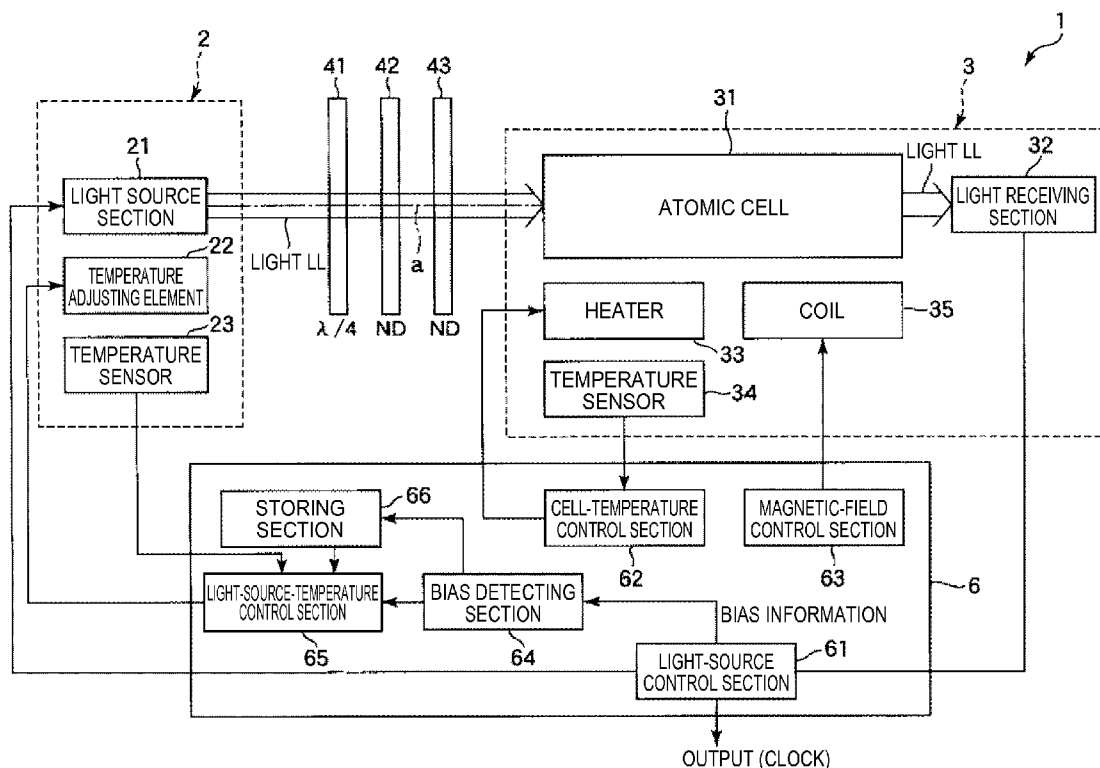 1
2
41
42
43
3
31
LIGHT LL
32
21
LIGHT SOURCE
SECTION
ATOMIC CELL
LIGHT RECEIVING
SECTION
a
LIGHT LL
22
TEMPERATURE
ADJUSTING ELEMENT
λ/4
ND
ND
HEATER
33
COIL
35
23
TEMPERATURE
SENSOR
TEMPERATURE
SENSOR
34
66
STORING
SECTION
CELL-TEMPERATURE
CONTROL SECTION
62
MAGNETIC-FIELD
CONTROL SECTION
63
6
LIGHT-SOURCE-TEMPERATURE
CONTROL SECTION
65
BIAS DETECTING
SECTION
64
BIAS INFORMATION
61
LIGHT-SOURCE
CONTROL SECTION
OUTPUT (CLOCK)